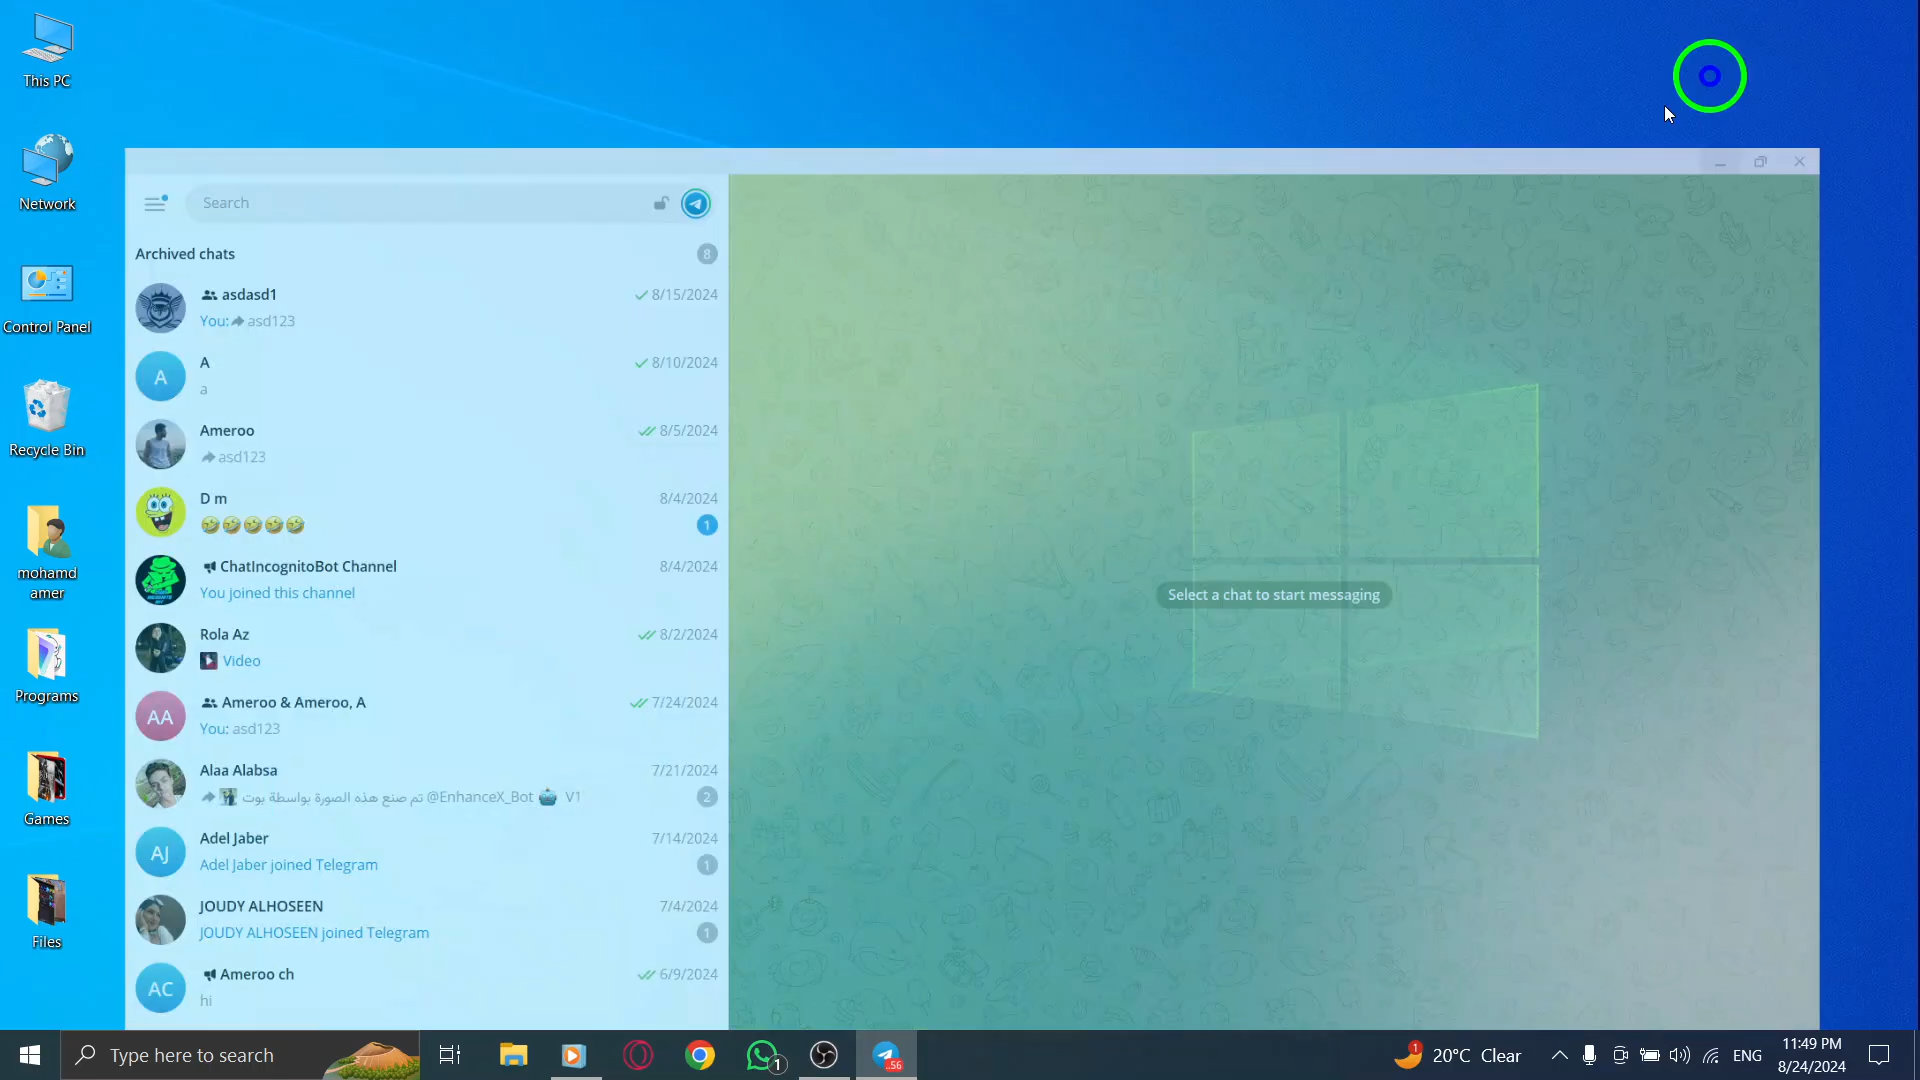 This PC
Network
Control Panel
Recycle Bin
mohamd
amer
Programs
Games
Files
Search
Archived chats
8
asdasd1
8/15/2024
You: asd123
A
A
8/10/2024
a
Ameroo
8/5/2024
asd123
D m
8/4/2024
1
ChatIncognitoBot Channel
8/4/2024
You joined this channel
Rola Az
8/2/2024
Video
AA
Ameroo & Ameroo, A
7/24/2024
You: asd123
Alaa Alabsa
7/21/2024
تم صنع هذه الصورة بواسطة بوت @EnhanceX_Bot V1
2
AJ
Adel Jaber
7/14/2024
Adel Jaber joined Telegram
1
JOUDY ALHOSEEN
7/4/2024
JOUDY ALHOSEEN joined Telegram
1
AC
Ameroo ch
6/9/2024
hi
Select a chat to start messaging
Type here to search
1
..56
1
20°C Clear
ENG
11:49 PM
8/24/2024